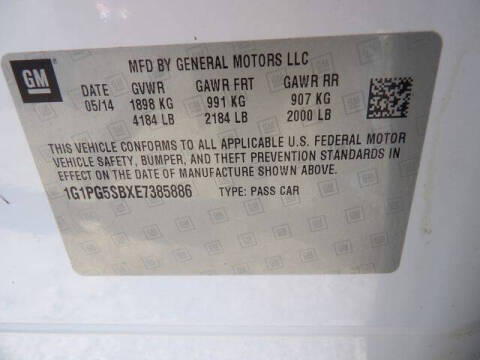 GM
MFD BY GENERAL MOTORS LLC
DATE GVWR GAWR FRT GAWR RR
05/14 1898 KG 991 KG 907 KG
4184 LB 2184 LB 2000 LB
THIS VEHICLE CONFORMS TO ALL APPLICABLE U.S. FEDERAL MOTOR
VEHICLE SAFETY, BUMPER, AND THEFT PREVENTION STANDARDS IN
EFFECT ON THE DATE OF MANUFACTURE SHOWN ABOVE.
1G1PG5SBXE7385886 TYPE: PASS CAR